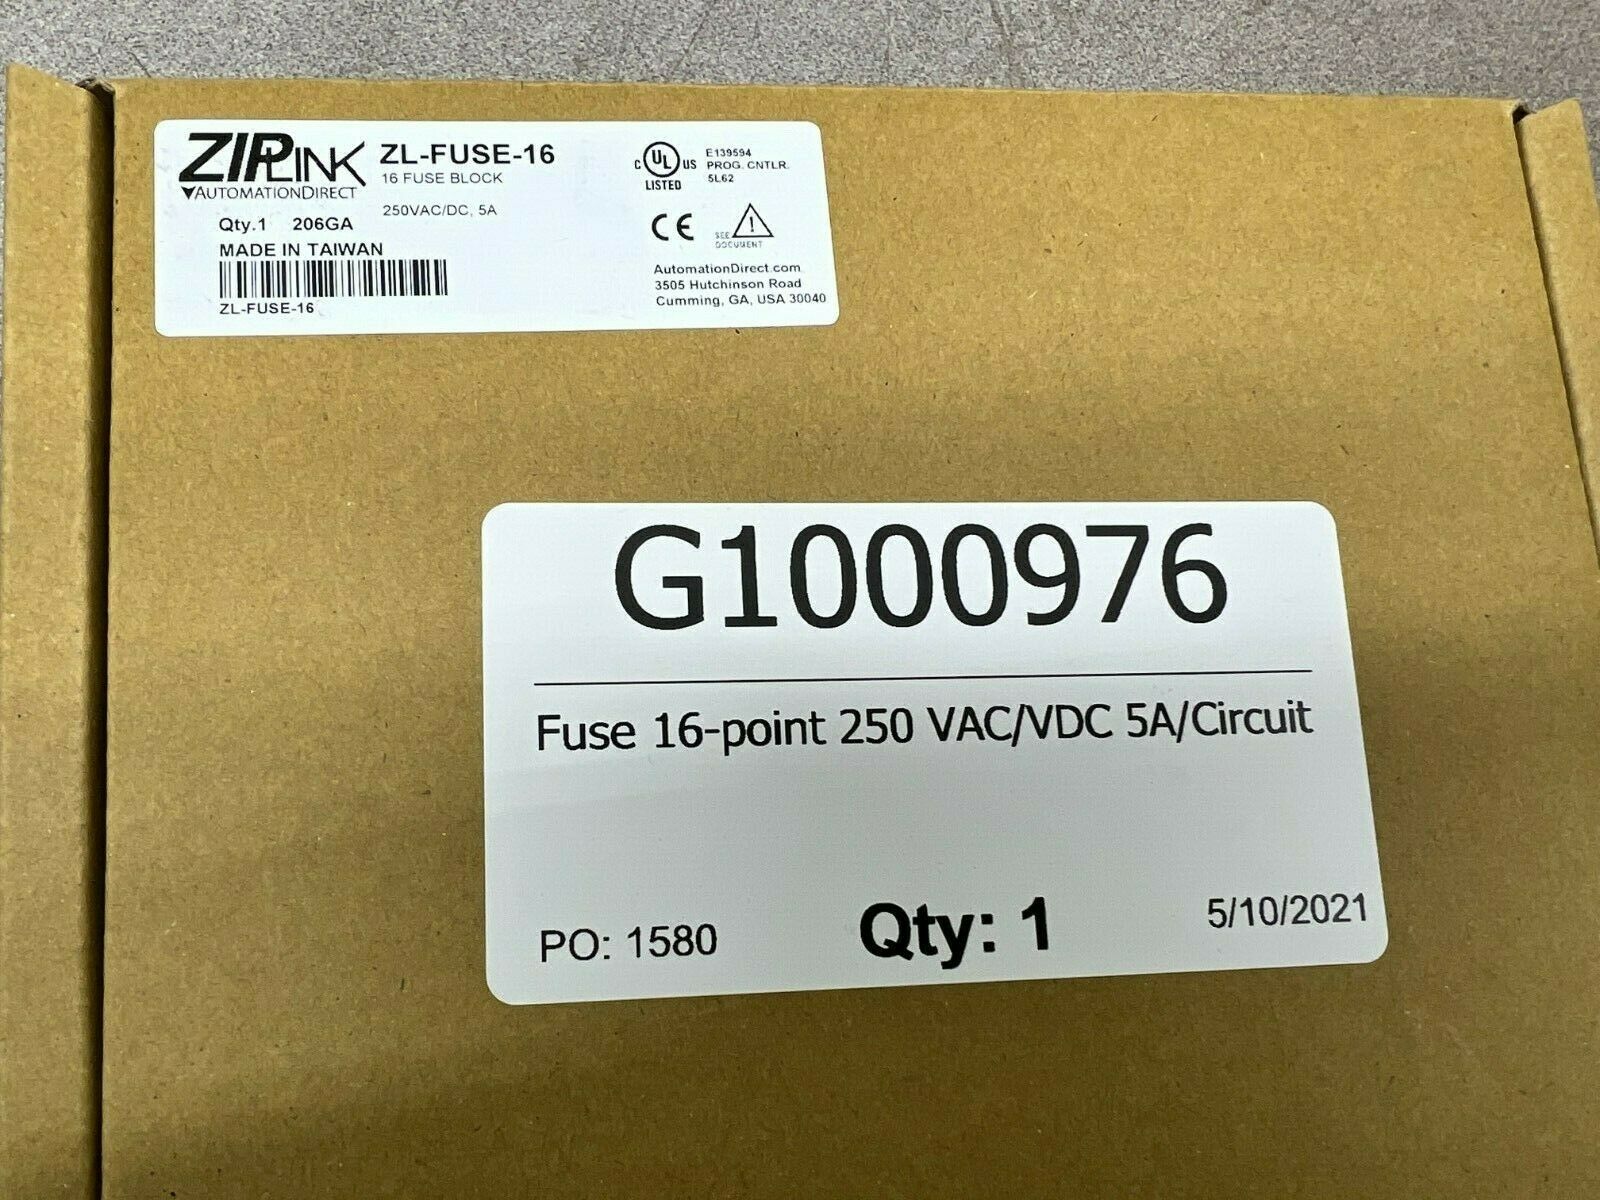 ZIPLINK
AUTOMATIONDIRECT
ZL-FUSE-16
16 FUSE BLOCK
250VAC/DC, 5A
Qty.1 206GA
MADE IN TAIWAN
ZL-FUSE-16
C UL US
LISTED
E139594
PROG. CNTLR.
5L62
CE
SEE
DOCUMENT
AutomationDirect.com
3505 Hutchinson Road
Cumming, GA, USA 30040
G1000976
Fuse 16-point 250 VAC/VDC 5A/Circuit
PO: 1580 Qty: 1 5/10/2021